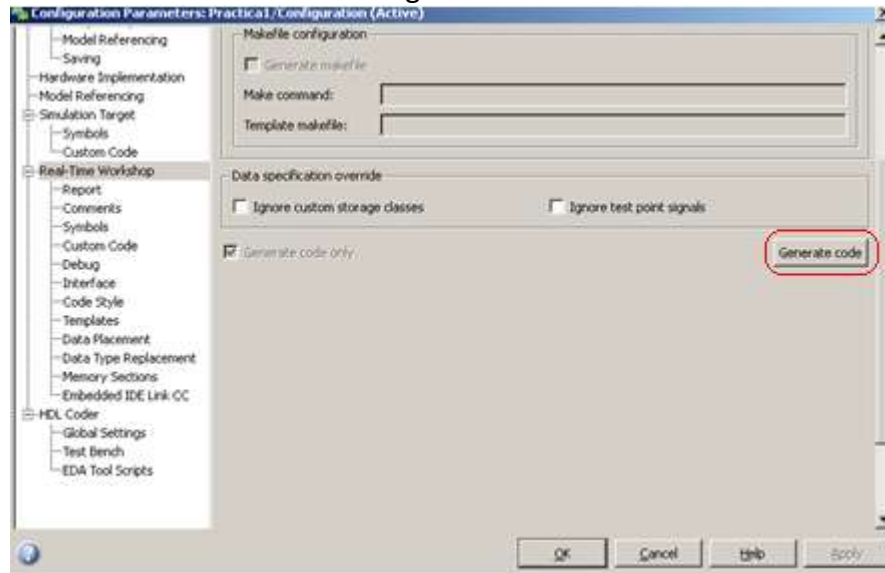 Configuration Parameters: Practica1/Configuration (Active)
Model Referencing
Saving
Hardware Implementation
Model Referencing
Simulation Target
Symbols
Custom Code
Real-Time Workshop
Report
Comments
Symbols
Custom Code
Debug
Interface
Code Style
Templates
Data Placement
Data Type Replacement
Memory Sections
Embedded IDE Link CC
HDL Coder
Global Settings
Test Bench
EDA Tool Scripts
Makefile configuration
Generate makefile
Make command:
Template makefile:
Data specification override
Ignore custom storage classes
Ignore test point signals
Generate code only
Generate code
OK
Cancel
Help
Apply